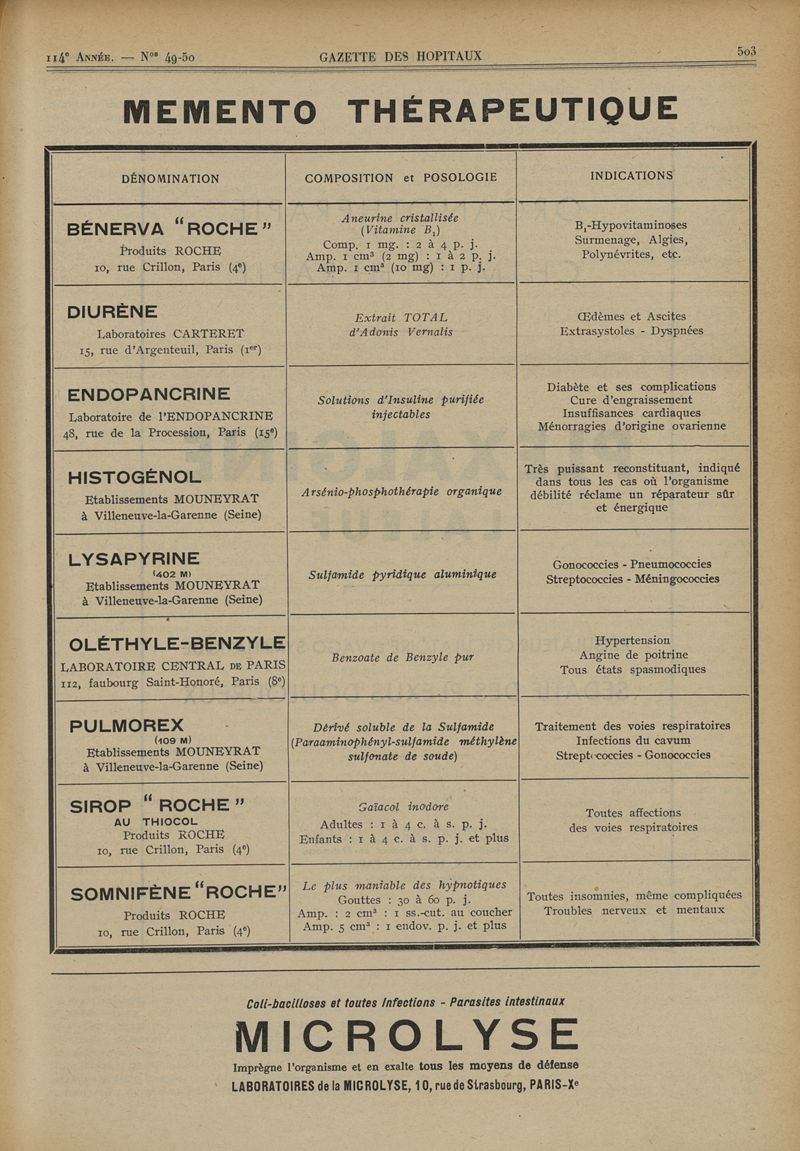 114e ANNÉE. — Nos 49-50 GAZETTE DES HOPITAUX 503
MEMENTO THÉRAPEUTIQUE
DÉNOMINATION
COMPOSITION et POSOLOGIE
INDICATIONS
BÉNERVA "ROCHE"
Produits ROCHE
10, rue Crillon, Paris (4e)
Aneurine cristallisée
(Vitamine B1)
Comp. 1 mg. : 2 à 4 p. j.
Amp. 1 cm3 (2 mg) : 1 à 2 p. j.
Amp. 1 cm3 (10 mg) : 1 p. j.
B1-Hypovitaminoses
Surmenage, Algies,
Polynévrites, etc.
DIURÈNE
Laboratoires CARTERET
15, rue d'Argenteuil, Paris (1er)
Extrait TOTAL
d'Adonis Vernalis
Œdèmes et Ascites
Extrasystoles - Dyspnées
ENDOPANCRINE
Laboratoire de l'ENDOPANCRINE
48, rue de la Procession, Paris (15e)
Solutions d'Insuline purifiée
injectables
Diabète et ses complications
Cure d'engraissement
Insuffisances cardiaques
Ménorragies d'origine ovarienne
HISTOGÉNOL
Etablissements MOUNEYRAT
à Villeneuve-la-Garenne (Seine)
Arsénio-phosphothérapie organique
Très puissant reconstituant, indiqué
dans tous les cas où l'organisme
débilité réclame un réparateur sûr
et énergique
LYSAPYRINE
(402 M)
Etablissements MOUNEYRAT
à Villeneuve-la-Garenne (Seine)
Sulfamide pyridique aluminique
Gonococcies - Pneumococcies
Streptococcies - Méningococcies
OLÉTHYLE-BENZYLE
LABORATOIRE CENTRAL DE PARIS
112, faubourg Saint-Honoré, Paris (8e)
Benzoate de Benzyle pur
Hypertension
Angine de poitrine
Tous états spasmodiques
PULMOREX
(109 M)
Etablissements MOUNEYRAT
à Villeneuve-la-Garenne (Seine)
Dérivé soluble de la Sulfamide
(Paraaminophényl-sulfamide méthylène
sulfonate de soude)
Traitement des voies respiratoires
Infections du cavum
Streptococcies - Gonococcies
SIROP "ROCHE"
AU THIOCOL
Produits ROCHE
10, rue Crillon, Paris (4e)
Gaïacol inodore
Adultes : 1 à 4 c. à s. p. j.
Enfants : 1 à 4 c. à s. p. j. et plus
Toutes affections
des voies respiratoires
SOMNIFÈNE "ROCHE"
Produits ROCHE
10, rue Crillon, Paris (4e)
Le plus maniable des hypnotiques
Gouttes : 30 à 60 p. j.
Amp. : 2 cm3 : 1 ss.-cut. au coucher
Amp. 5 cm3 : 1 endov. p. j. et plus
Toutes insomnies, même compliquées
Troubles nerveux et mentaux
Coli-bacilloses et toutes Infections - Parasites intestinaux
MICROLYSE
Imprègne l'organisme et en exalte tous les moyens de défense
LABORATOIRES de la MICROLYSE, 10, rue de Strasbourg, PARIS-Xe